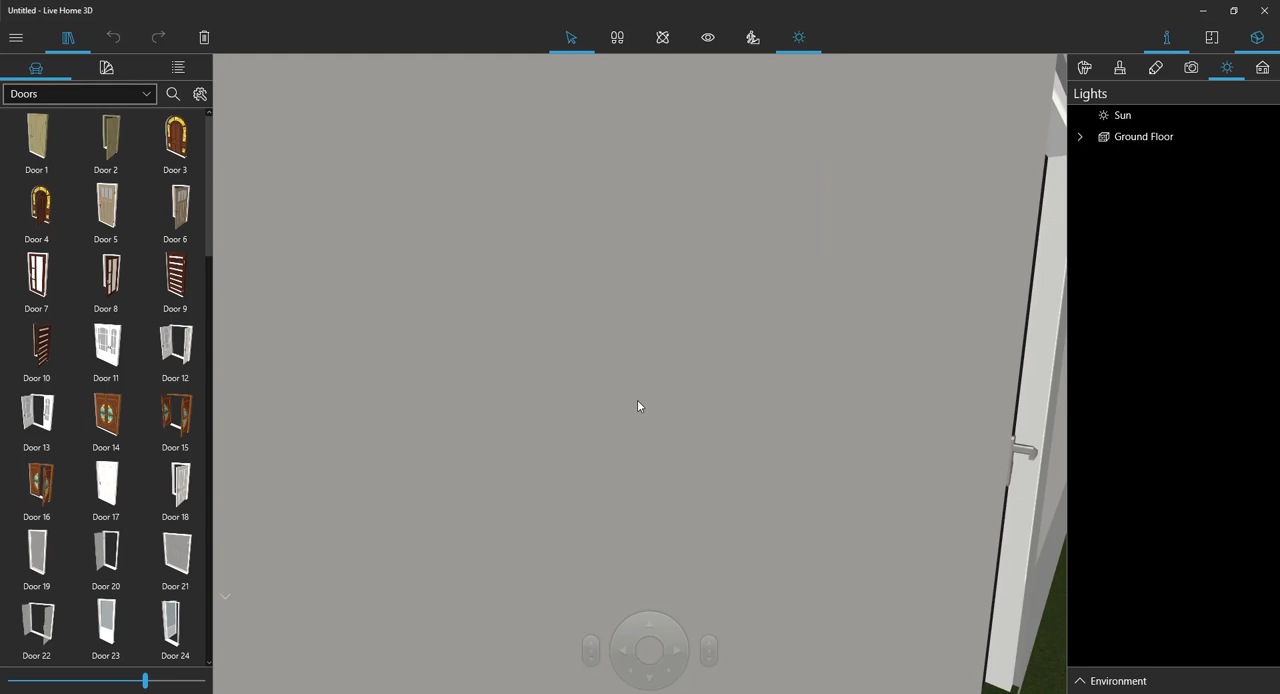 Untitled - Live Home 3D
Doors
Door 1
Door 2
Door 3
Door 4
Door 5
Door 6
Door 7
Door 8
Door 9
Door 10
Door 11
Door 12
Door 13
Door 14
Door 15
Door 16
Door 17
Door 18
Door 19
Door 20
Door 21
Door 22
Door 23
Door 24
Lights
Sun
Ground Floor
Environment